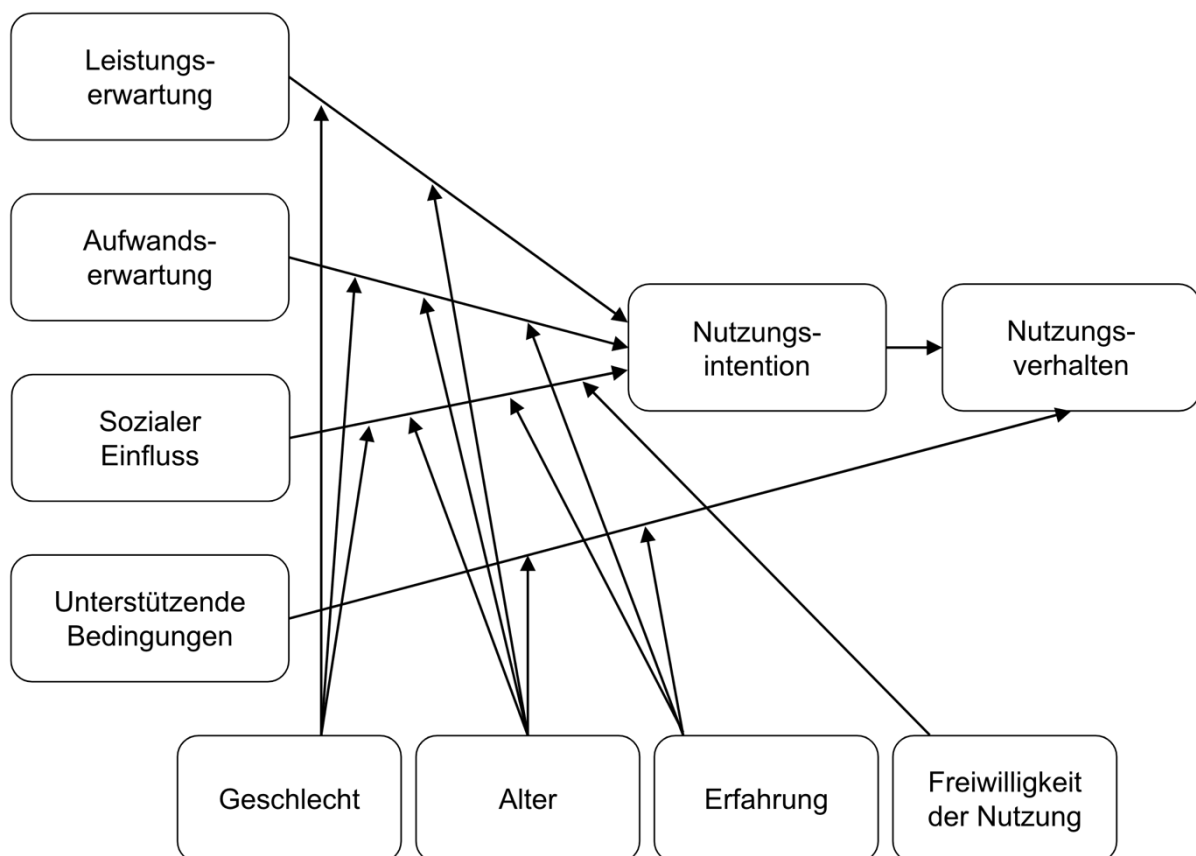 Leistungs-
erwartung
Aufwands-
erwartung
Sozialer
Einfluss
Unterstützende
Bedingungen
Nutzungs-
intention
Nutzungs-
verhalten
Geschlecht
Alter
Erfahrung
Freiwilligkeit
der Nutzung